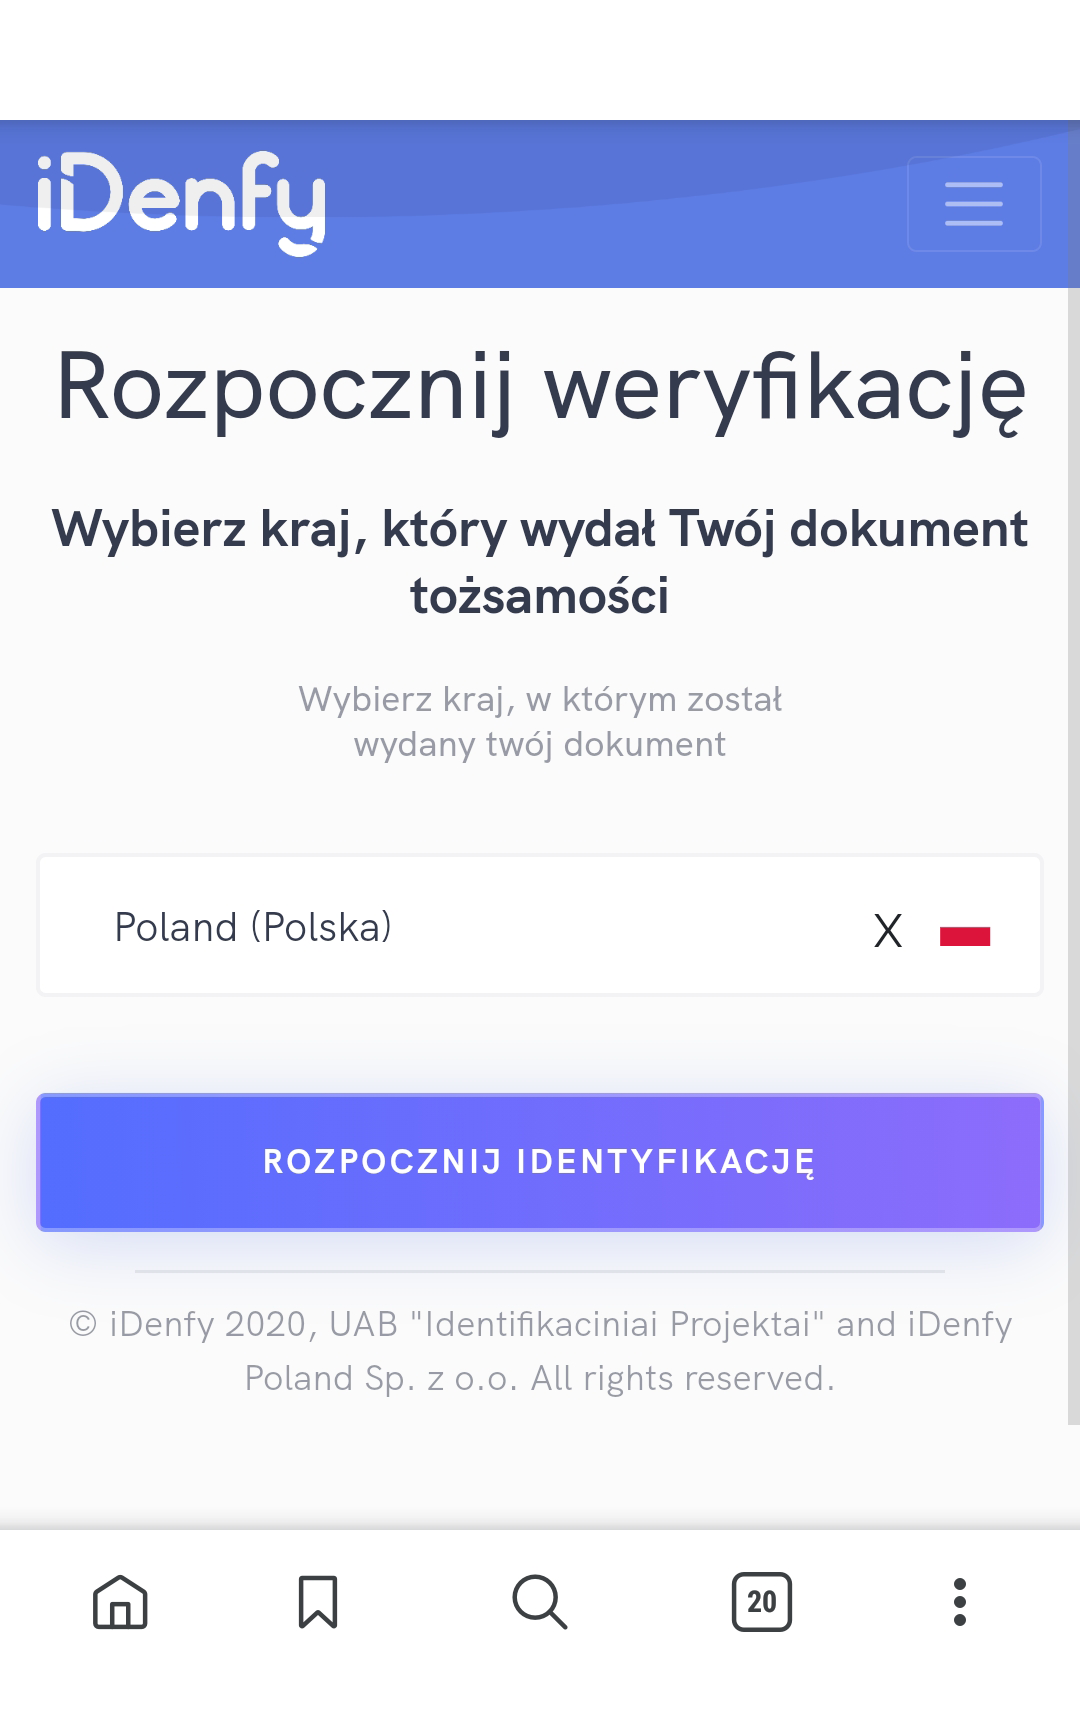 iDenfy
Rozpocznij weryfikację
Wybierz kraj, który wydał Twój dokument
tożsamości
Wybierz kraj, w którym został
wydany twój dokument
Poland (Polska) X
ROZPOCZNIJ IDENTYFIKACJĘ
© iDenfy 2020, UAB "Identifikaciniai Projektai" and iDenfy
Poland Sp. z o.o. All rights reserved.
20